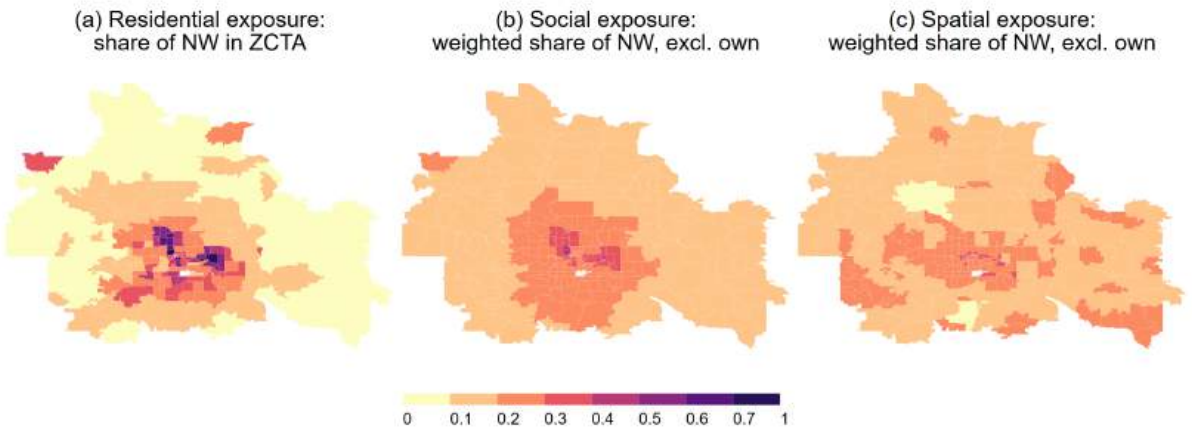 (a) Residential exposure:
share of NW in ZCTA
(b) Social exposure:
weighted share of NW, excl. own
(c) Spatial exposure:
weighted share of NW, excl. own
0 0.1 0.2 0.3 0.4 0.5 0.6 0.7 1